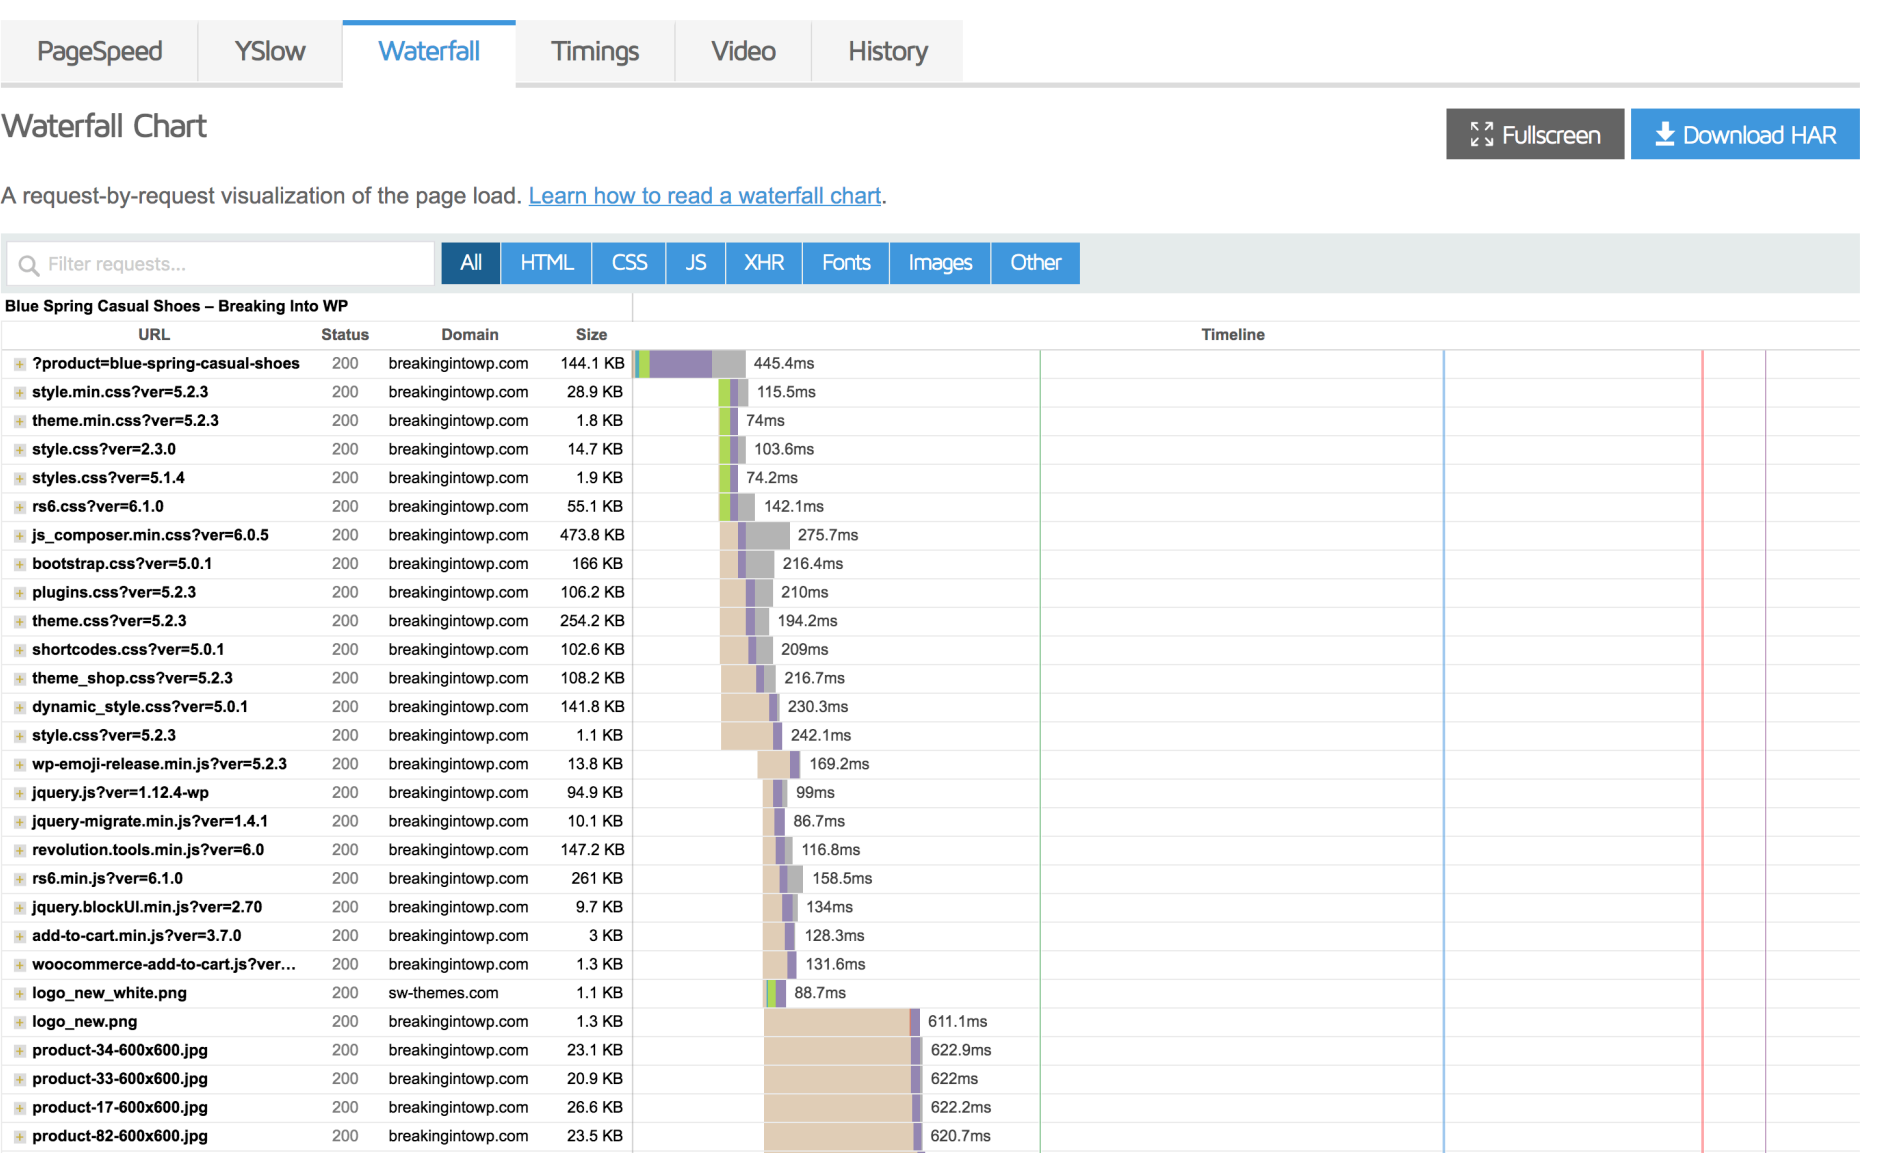 PageSpeed YSlow Waterfall Timings Video History
Waterfall Chart
Fullscreen Download HAR
A request-by-request visualization of the page load. Learn how to read a waterfall chart.
Filter requests... All HTML CSS JS XHR Fonts Images Other
Blue Spring Casual Shoes – Breaking Into WP
URL Status Domain Size Timeline
?product=blue-spring-casual-shoes 200 breakingintowp.com 144.1 KB 445.4ms
style.min.css?ver=5.2.3 200 breakingintowp.com 28.9 KB 115.5ms
theme.min.css?ver=5.2.3 200 breakingintowp.com 1.8 KB 74ms
style.css?ver=2.3.0 200 breakingintowp.com 14.7 KB 103.6ms
styles.css?ver=5.1.4 200 breakingintowp.com 1.9 KB 74.2ms
rs6.css?ver=6.1.0 200 breakingintowp.com 55.1 KB 142.1ms
js_composer.min.css?ver=6.0.5 200 breakingintowp.com 473.8 KB 275.7ms
bootstrap.css?ver=5.0.1 200 breakingintowp.com 166 KB 216.4ms
plugins.css?ver=5.2.3 200 breakingintowp.com 106.2 KB 210ms
theme.css?ver=5.2.3 200 breakingintowp.com 254.2 KB 194.2ms
shortcodes.css?ver=5.0.1 200 breakingintowp.com 102.6 KB 209ms
theme_shop.css?ver=5.2.3 200 breakingintowp.com 108.2 KB 216.7ms
dynamic_style.css?ver=5.0.1 200 breakingintowp.com 141.8 KB 230.3ms
style.css?ver=5.2.3 200 breakingintowp.com 1.1 KB 242.1ms
wp-emoji-release.min.js?ver=5.2.3 200 breakingintowp.com 13.8 KB 169.2ms
jquery.js?ver=1.12.4-wp 200 breakingintowp.com 94.9 KB 99ms
jquery-migrate.min.js?ver=1.4.1 200 breakingintowp.com 10.1 KB 86.7ms
revolution.tools.min.js?ver=6.0 200 breakingintowp.com 147.2 KB 116.8ms
rs6.min.js?ver=6.1.0 200 breakingintowp.com 261 KB 158.5ms
jquery.blockUI.min.js?ver=2.70 200 breakingintowp.com 9.7 KB 134ms
add-to-cart.min.js?ver=3.7.0 200 breakingintowp.com 3 KB 128.3ms
woocommerce-add-to-cart.js?ver... 200 breakingintowp.com 1.3 KB 131.6ms
logo_new_white.png 200 sw-themes.com 1.1 KB 88.7ms
logo_new.png 200 breakingintowp.com 1.3 KB 611.1ms
product-34-600x600.jpg 200 breakingintowp.com 23.1 KB 622.9ms
product-33-600x600.jpg 200 breakingintowp.com 20.9 KB 622ms
product-17-600x600.jpg 200 breakingintowp.com 26.6 KB 622.2ms
product-82-600x600.jpg 200 breakingintowp.com 23.5 KB 620.7ms